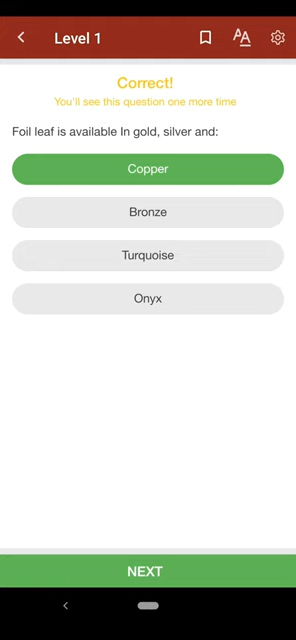 Level 1
AA
Correct!
You'll see this question one more time
Foil leaf is available In gold, silver and:
Copper
Bronze
Turquoise
Onyx
NEXT